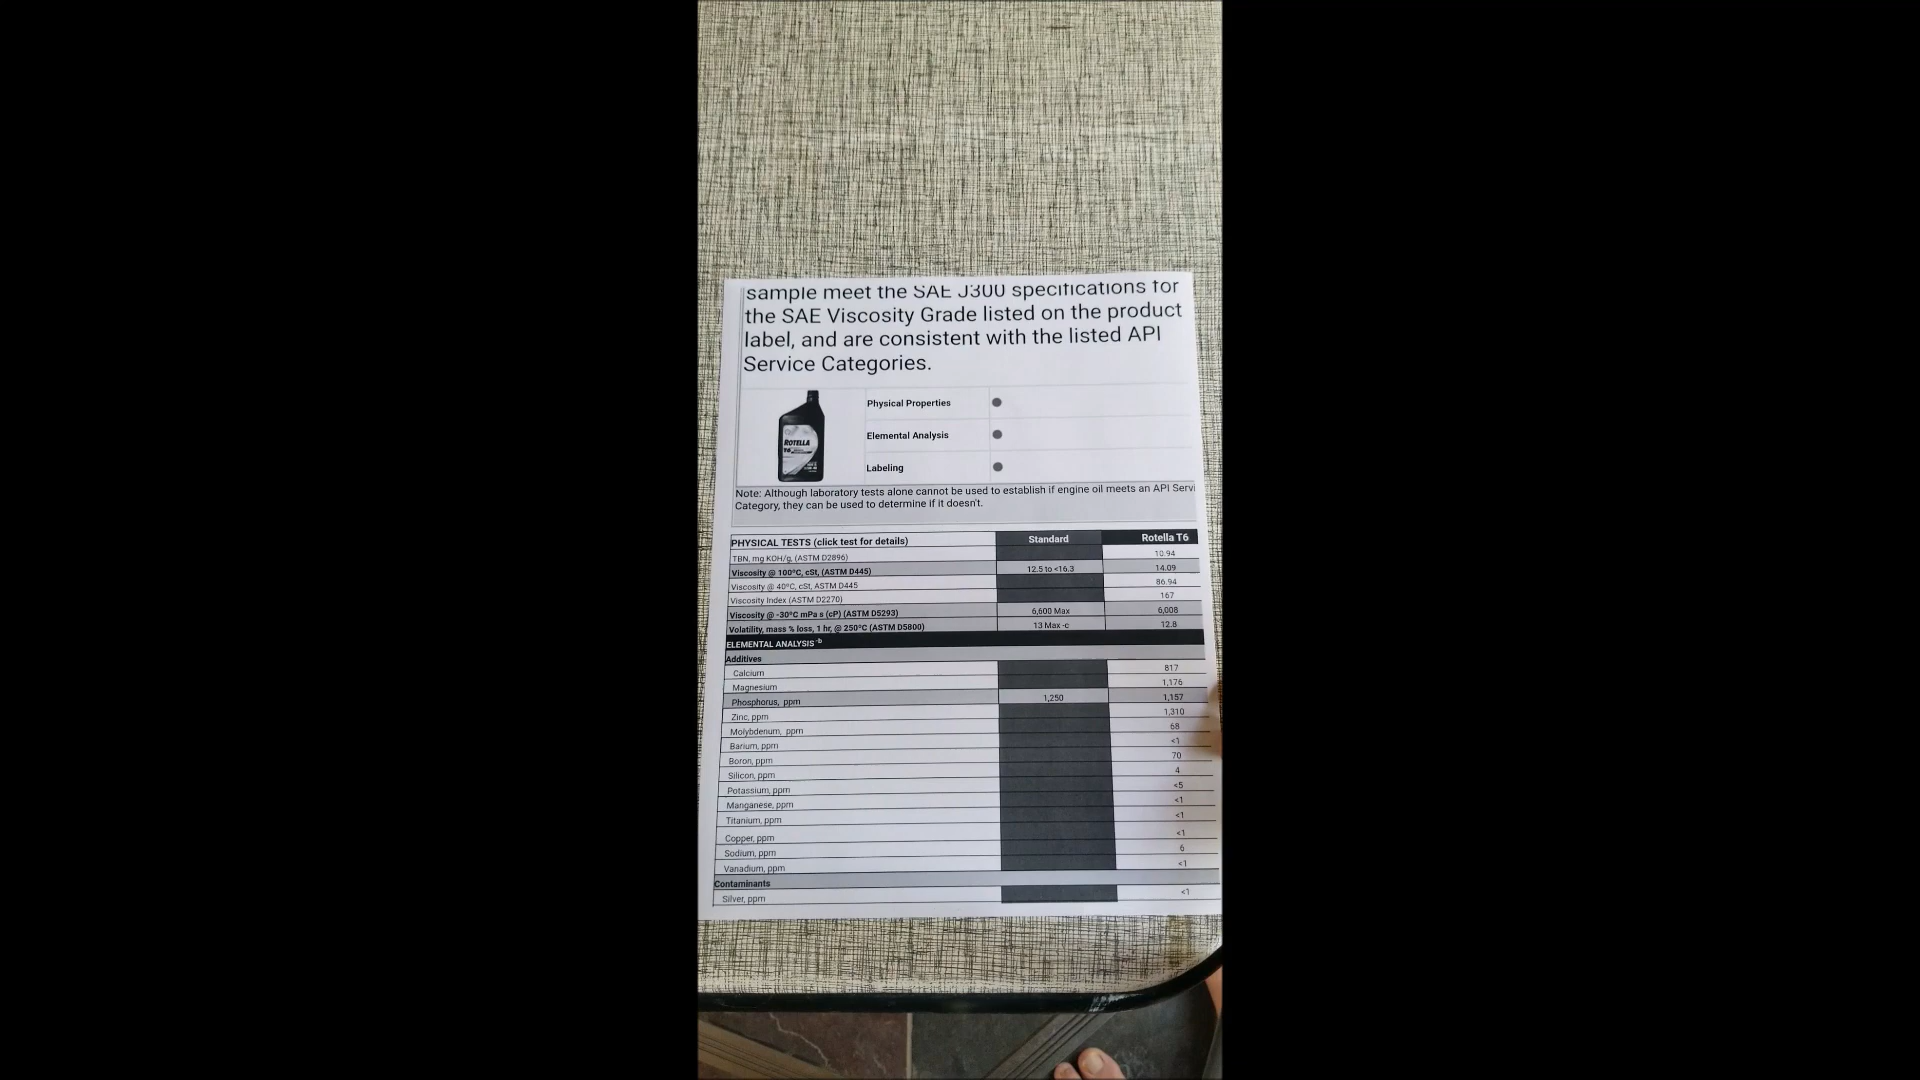 sample meet the SAE J300 specifications for
the SAE Viscosity Grade listed on the product
label, and are consistent with the listed API
Service Categories.
ROTELLA
T6
Physical Properties
Elemental Analysis
Labeling
Note: Although laboratory tests alone cannot be used to establish if engine oil meets an API Servi
Category, they can be used to determine if it doesn't.
PHYSICAL TESTS (click test for details) Standard Rotella T6
TBN, mg KOH/g, (ASTM D2896) 10.94
Viscosity @ 100ºC, cSt, (ASTM D445) 12.5 to <16.3 14.09
Viscosity @ 40ºC, cSt, ASTM D445 86.94
Viscosity Index (ASTM D2270) 167
Viscosity @ -30ºC mPa s (cP) (ASTM D5293) 6,600 Max 6,008
Volatility, mass % loss, 1 hr, @ 250ºC (ASTM D5800) 13 Max -c 12.8
ELEMENTAL ANALYSIS -b
Additives
Calcium 817
Magnesium 1,176
Phosphorus, ppm 1,250 1,157
Zinc, ppm 1,310
Molybdenum, ppm 68
Barium, ppm <1
Boron, ppm 70
Silicon, ppm 4
Potassium, ppm <5
Manganese, ppm <1
Titanium, ppm <1
Copper, ppm <1
Sodium, ppm 6
Vanadium, ppm <1
Contaminants
Silver, ppm <1